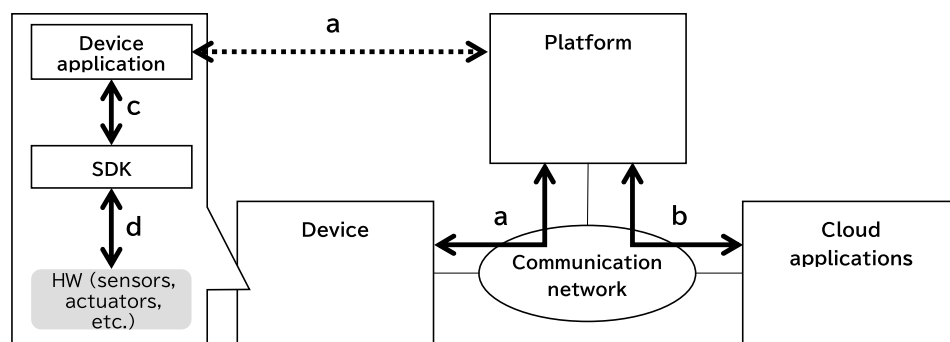 a
Device
application
Platform
c
SDK
d
HW (sensors,
actuators,
etc.)
a
b
Device
Communication
network
Cloud
applications